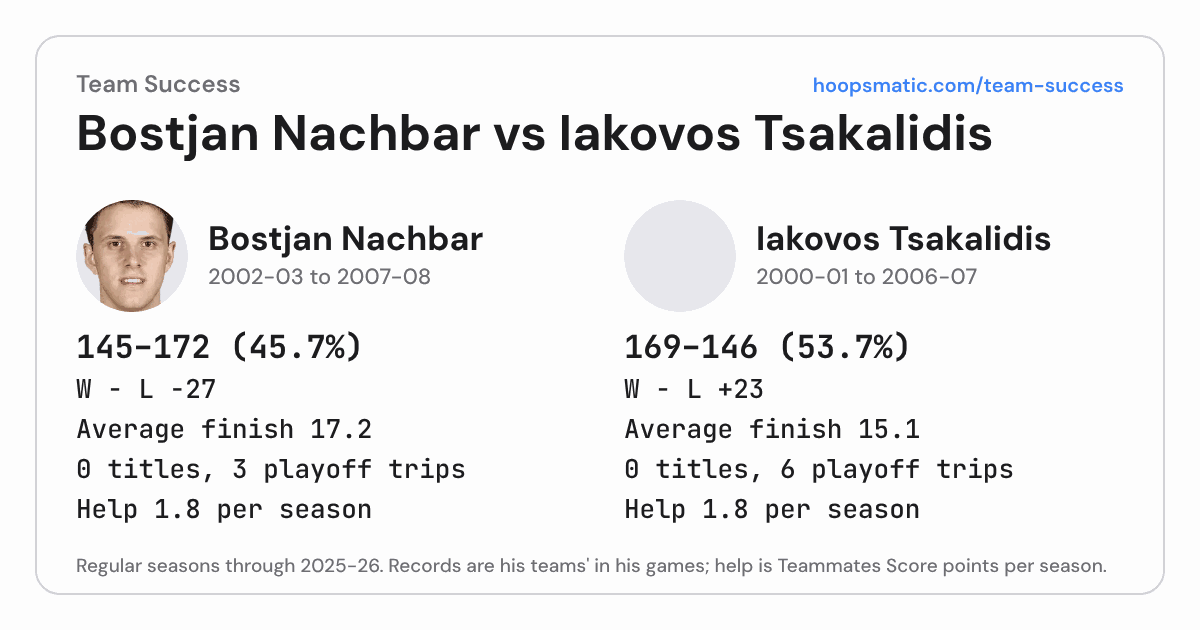 Team Success
hoopsmatic.com/team-success
Bostjan Nachbar vs Iakovos Tsakalidis
Bostjan Nachbar
2002-03 to 2007-08
145-172 (45.7%)
W - L -27
Average finish 17.2
0 titles, 3 playoff trips
Help 1.8 per season
Iakovos Tsakalidis
2000-01 to 2006-07
169-146 (53.7%)
W - L +23
Average finish 15.1
0 titles, 6 playoff trips
Help 1.8 per season
Regular seasons through 2025-26. Records are his teams' in his games; help is Teammates Score points per season.